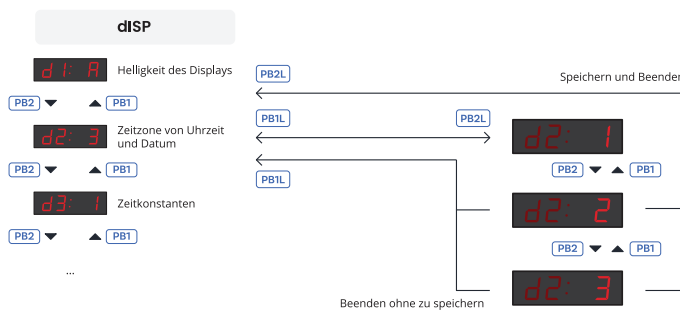 dISP
d1: A Helligkeit des Displays
PB2L
Speichern und Beenden
PB2 PB1
PB1L PB2L
d2: 3 Zeitzone von Uhrzeit
und Datum
d2: 1
PB2 PB1
PB1L
PB2 PB1
d3: 1 Zeitkonstanten
d2: 2
PB2 PB1
PB2 PB1
...
d2: 3
Beenden ohne zu speichern